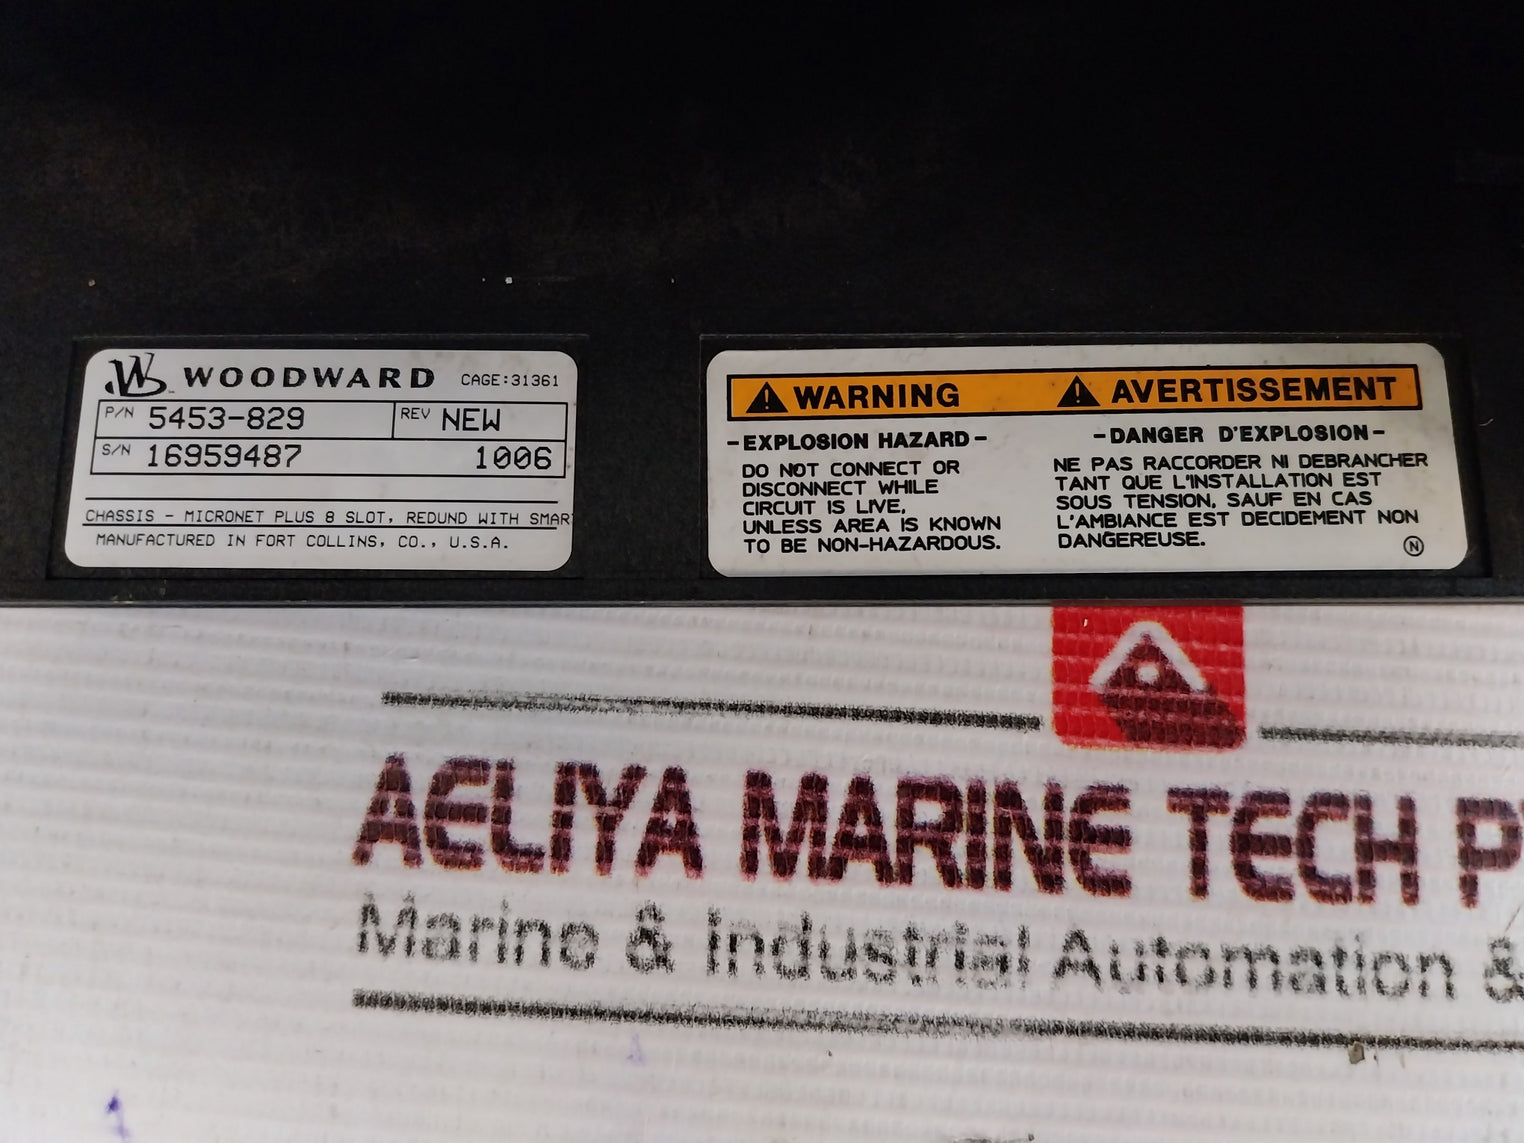 WOODWARD CAGE:31361
P/N 5453-829 REV NEW
S/N 16959487 1006
CHASSIS - MICRONET PLUS 8 SLOT, REDUND WITH SMAR
MANUFACTURED IN FORT COLLINS, CO., U.S.A.
WARNING AVERTISSEMENT
-EXPLOSION HAZARD-
DO NOT CONNECT OR
DISCONNECT WHILE
CIRCUIT IS LIVE,
UNLESS AREA IS KNOWN
TO BE NON-HAZARDOUS.
-DANGER D'EXPLOSION-
NE PAS RACCORDER NI DEBRANCHER
TANT QUE L'INSTALLATION EST
SOUS TENSION, SAUF EN CAS
L'AMBIANCE EST DECIDEMENT NON
DANGEREUSE.
N
AELIYA MARINE TECH P
Marine & Industrial Automation &